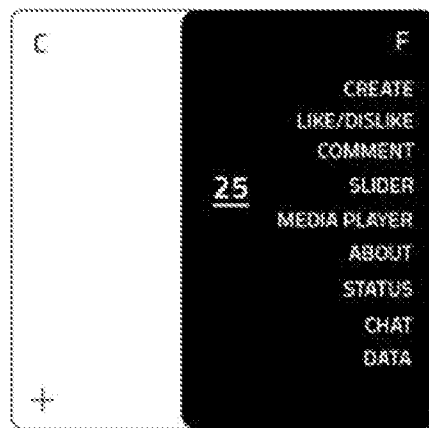 C
F
CREATE
LIKE/DISLIKE
COMMENT
25
SLIDER
MEDIA PLAYER
ABOUT
STATUS
CHAT
DATA
+